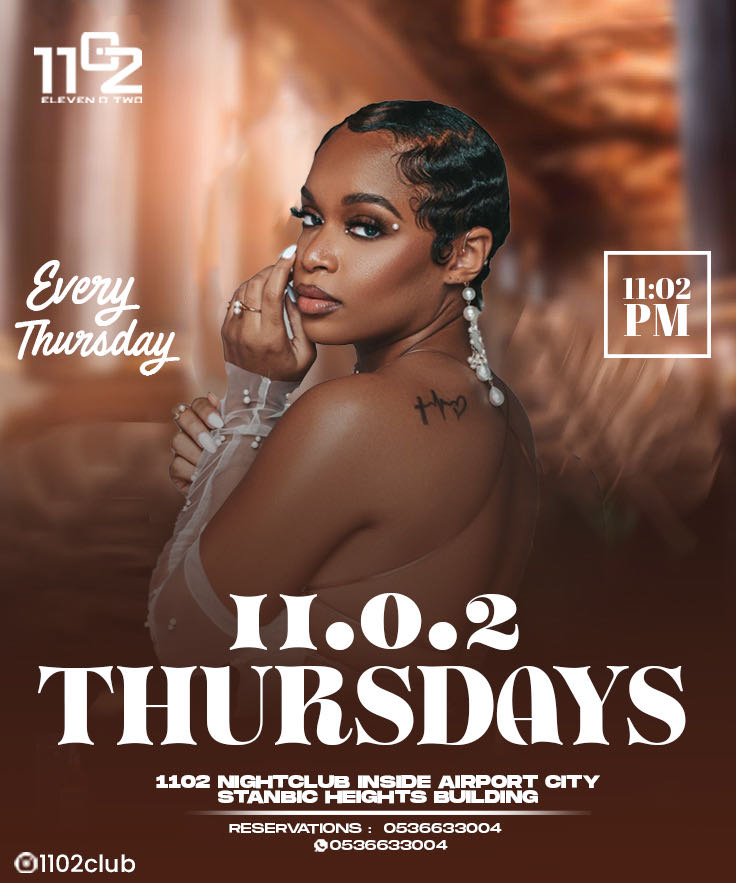 1102
ELEVEN O TWO
Every
Thursday
11:02
PM
11.0.2
THURSDAYS
1102 NIGHTCLUB INSIDE AIRPORT CITY
STANBIC HEIGHTS BUILDING
RESERVATIONS : 0536633004
0536633004
1102club